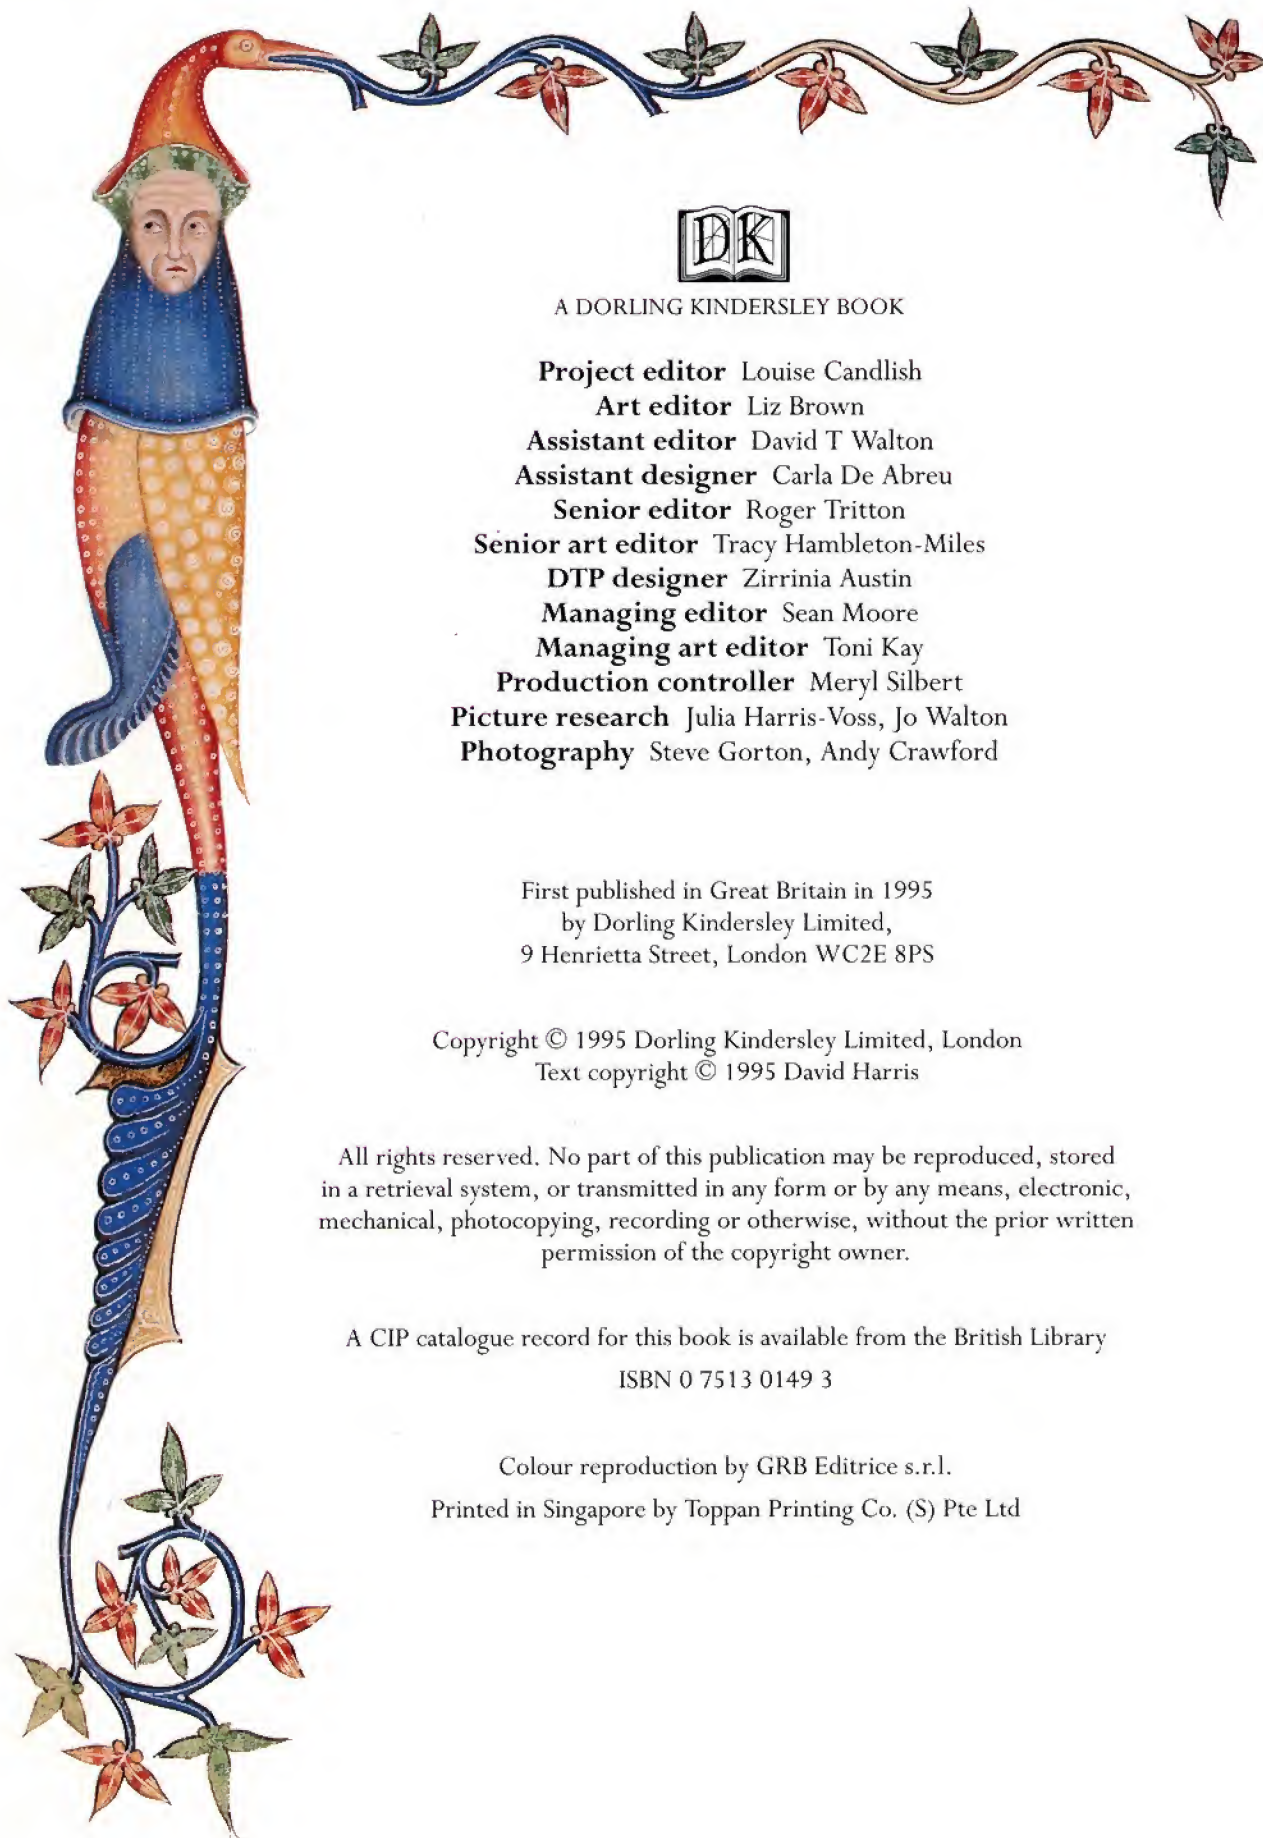 DK
A DORLING KINDERSLEY BOOK
Project editor Louise Candlish
Art editor Liz Brown
Assistant editor David T Walton
Assistant designer Carla De Abreu
Senior editor Roger Tritton
Senior art editor Tracy Hambleton-Miles
DTP designer Zirrinia Austin
Managing editor Sean Moore
Managing art editor Toni Kay
Production controller Meryl Silbert
Picture research Julia Harris-Voss, Jo Walton
Photography Steve Gorton, Andy Crawford
First published in Great Britain in 1995
by Dorling Kindersley Limited,
9 Henrietta Street, London WC2E 8PS
Copyright © 1995 Dorling Kindersley Limited, London
Text copyright © 1995 David Harris
All rights reserved. No part of this publication may be reproduced, stored
in a retrieval system, or transmitted in any form or by any means, electronic,
mechanical, photocopying, recording or otherwise, without the prior written
permission of the copyright owner.
A CIP catalogue record for this book is available from the British Library
ISBN 0 7513 0149 3
Colour reproduction by GRB Editrice s.r.l.
Printed in Singapore by Toppan Printing Co. (S) Pte Ltd